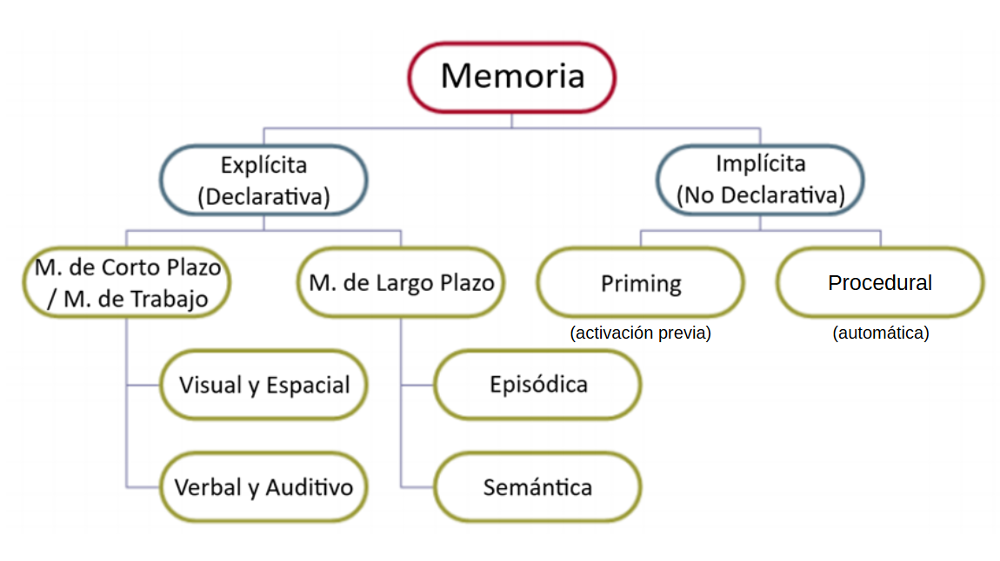 Memoria
Explícita
(Declarativa)
Implícita
(No Declarativa)
M. de Corto Plazo
/ M. de Trabajo
M. de Largo Plazo
Priming
Procedural
(activación previa)
(automática)
Visual y Espacial
Episódica
Verbal y Auditivo
Semántica